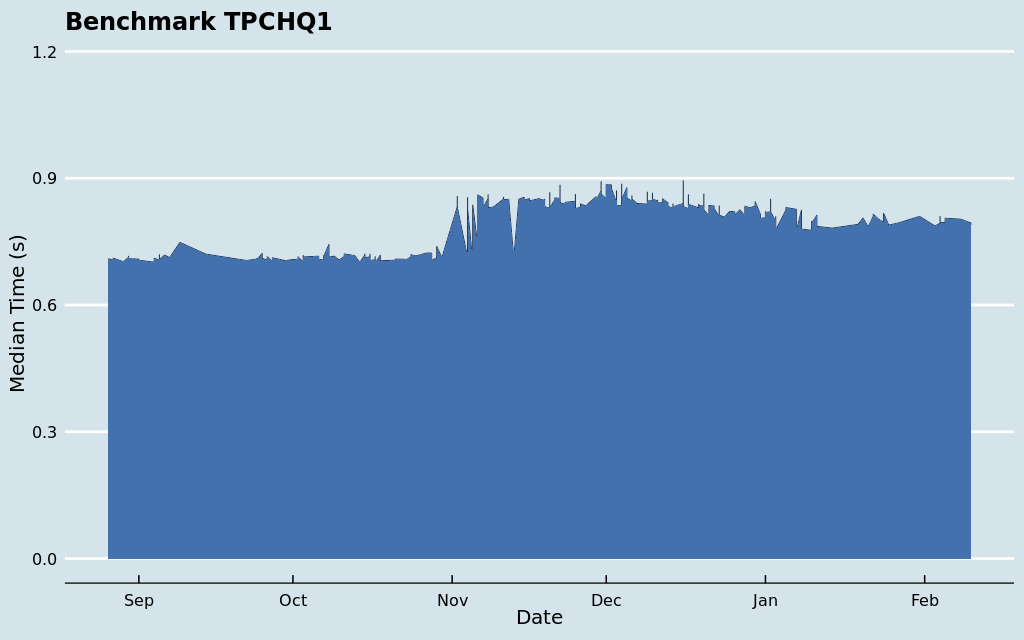 Benchmark TPCHQ1
1.2
0.9
0.6
0.3
0.0
Median Time (s)
Sep Oct Nov Dec Jan Feb
Date